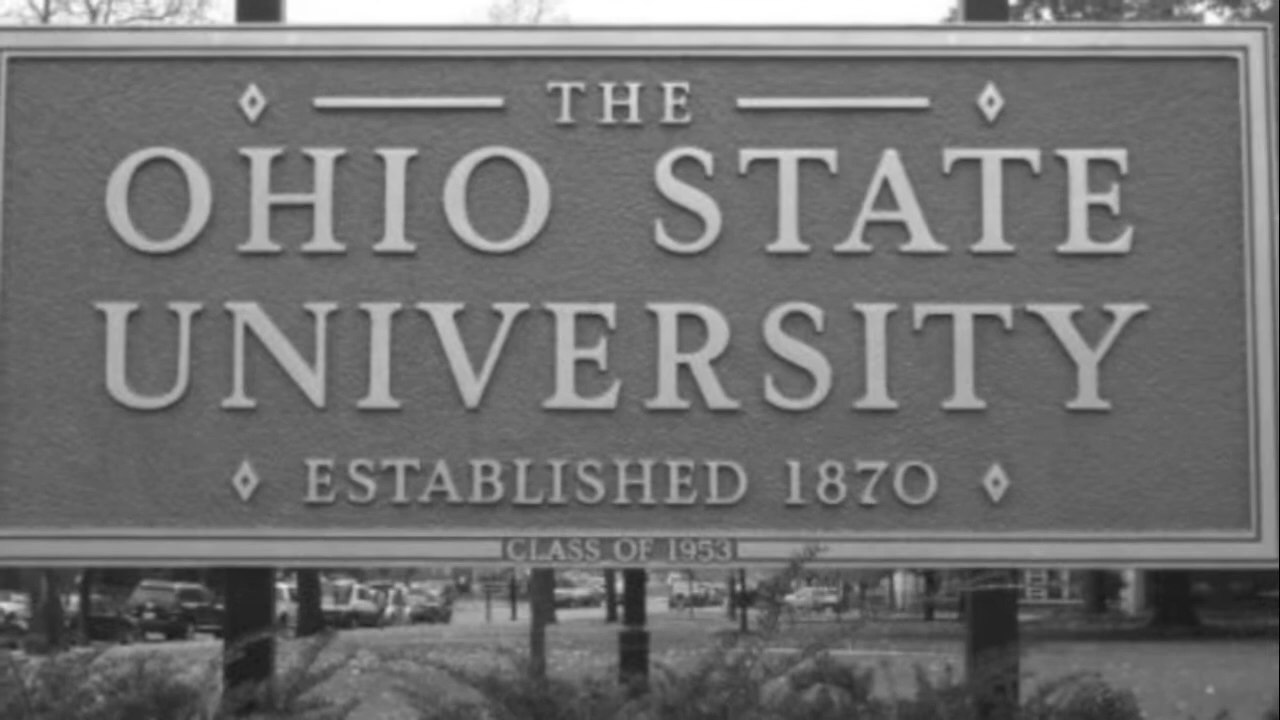 THE
OHIO STATE
UNIVERSITY
ESTABLISHED 1870
CLASS OF 1953